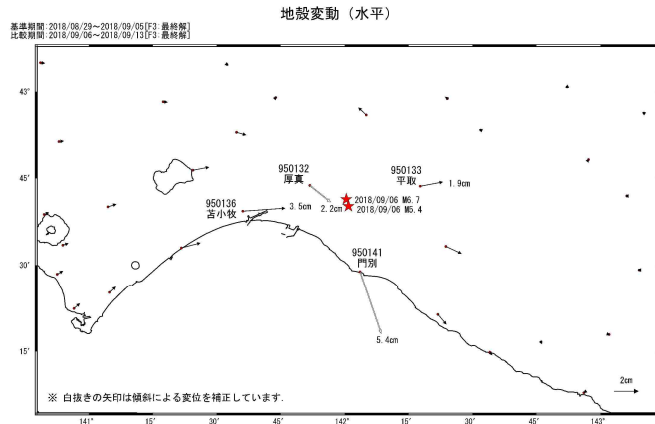 地殻変動（水平）
基準期間:2018/08/29～2018/09/05[F3:最終解]
比較期間:2018/09/06～2018/09/13[F3:最終解]
43°
950132
厚真
950133
平取
1.9cm
45′
950136
苫小牧
3.5cm
2.2cm
2018/09/06 M6.7
2018/09/06 M5.4
950141
門別
30′
5.4cm
15′
2cm
※ 白抜きの矢印は傾斜による変位を補正しています.
141° 15′ 30′ 45′ 142° 15′ 30′ 45′ 143°